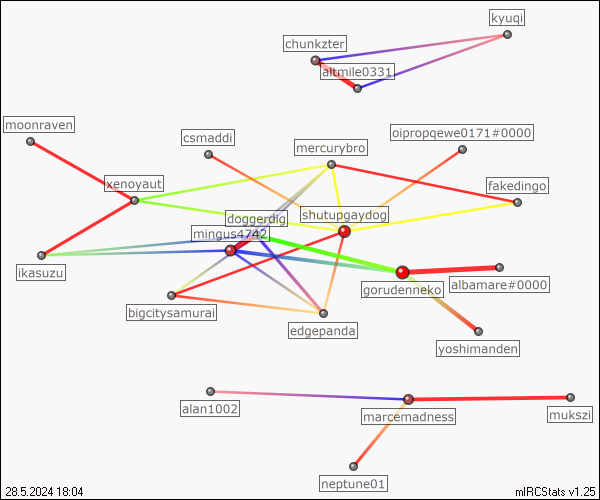 kyuqi
chunkzter
altmile0331
moonraven
csmaddi
oipropqewe0171#0000
mercurybro
xenoyaut
fakedingo
shutupgaydog
doggerdig
mingus4742
ikasuzu
gorudenneko
albamare#0000
bigcitysamurai
edgepanda
yoshimanden
alan1002
marcemadness
mukszi
neptune01
28.5.2024 18:04
mIRCStats v1.25